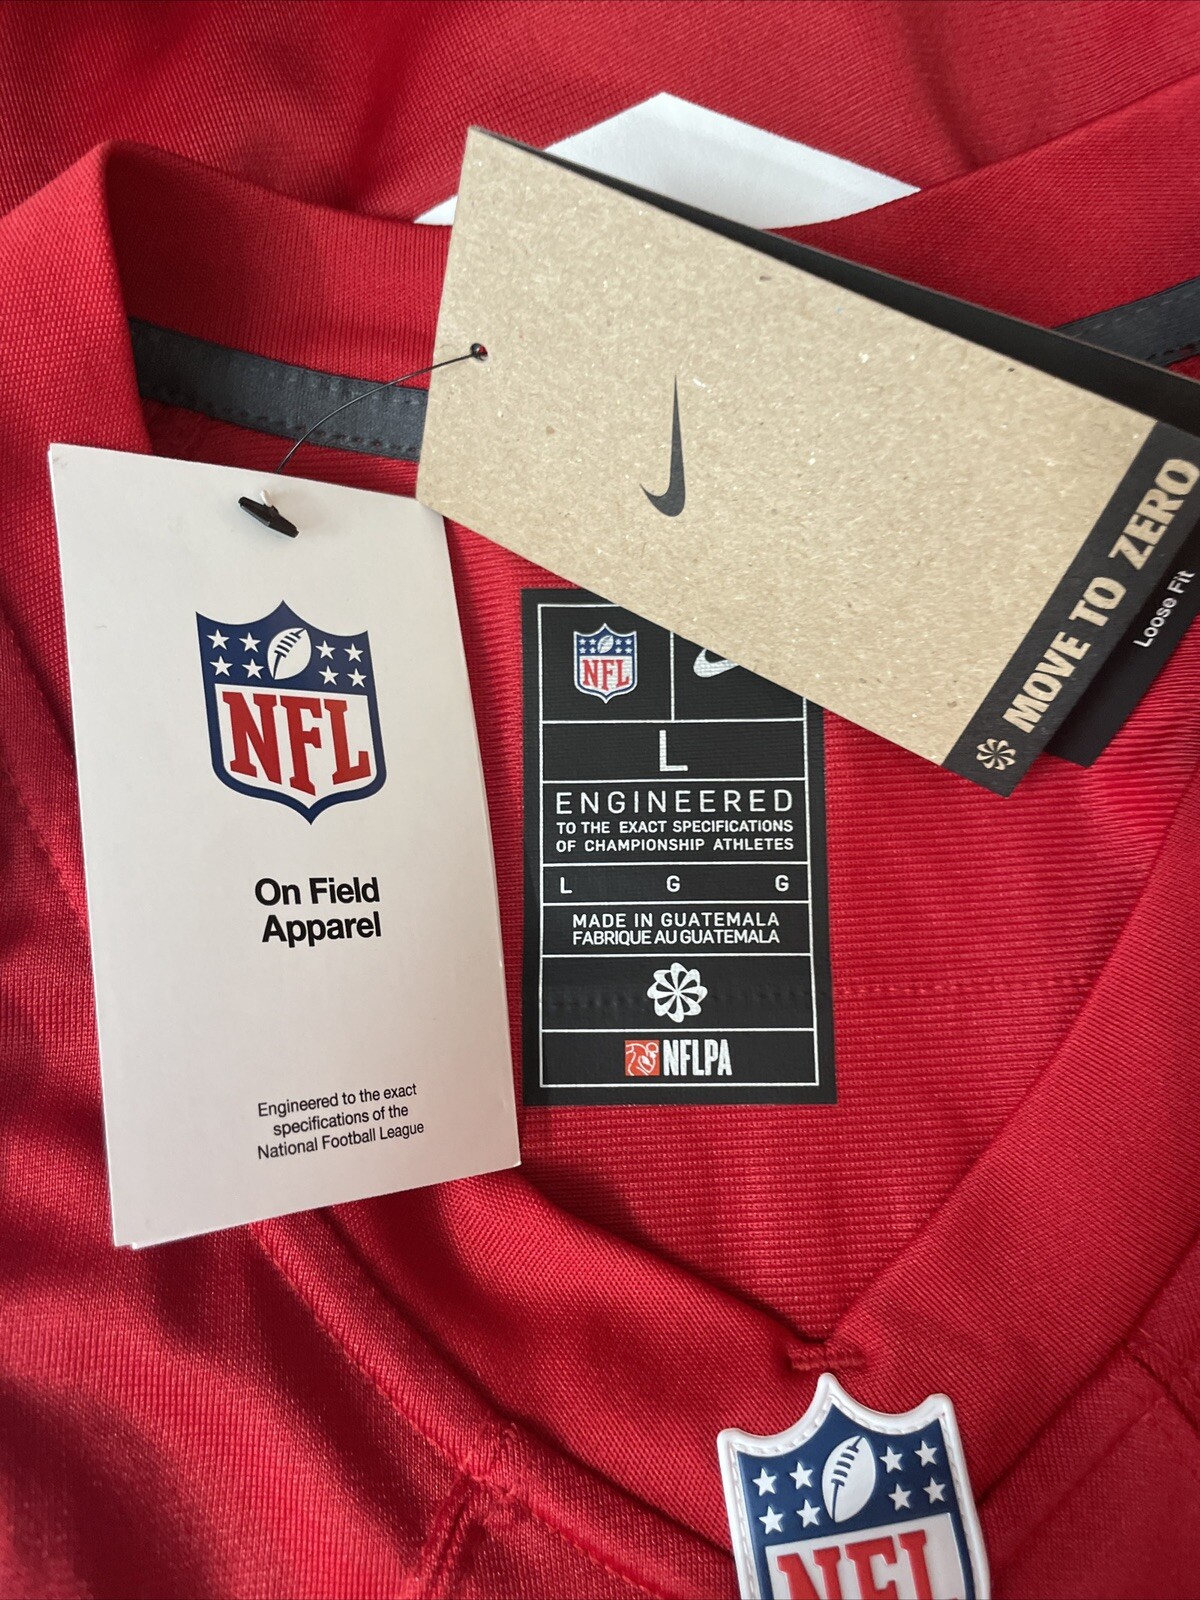 MOVE TO ZERO
Loose Fit
NFL
On Field
Apparel
Engineered to the exact
specifications of the
National Football League
NFL
L
ENGINEERED
TO THE EXACT SPECIFICATIONS
OF CHAMPIONSHIP ATHLETES
L G G
MADE IN GUATEMALA
FABRIQUE AU GUATEMALA
NFLPA
NFL